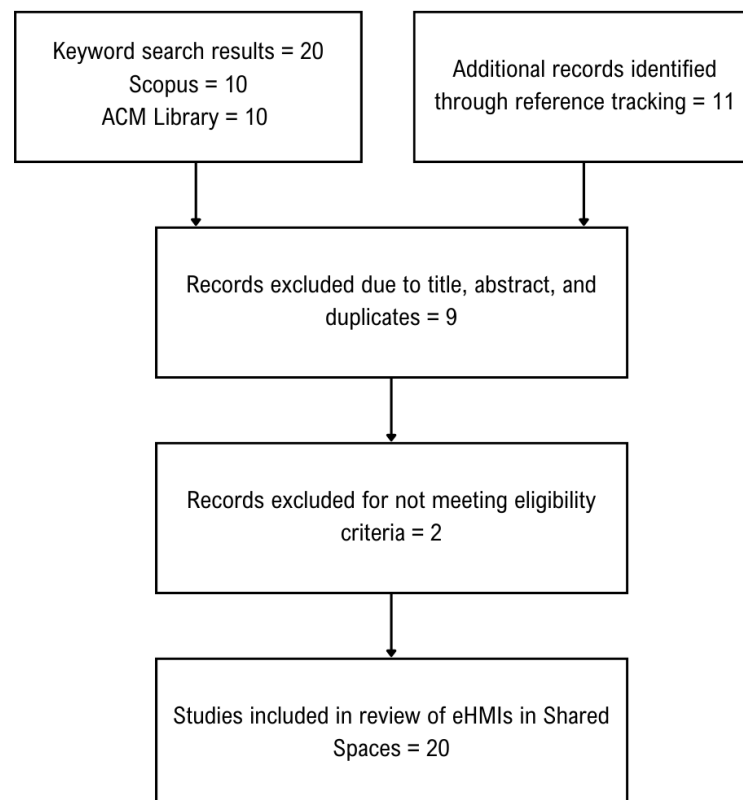 Keyword search results = 20
Scopus = 10
ACM Library = 10
Additional records identified
through reference tracking = 11
Records excluded due to title, abstract, and
duplicates = 9
Records excluded for not meeting eligibility
criteria = 2
Studies included in review of eHMIs in Shared
Spaces = 20